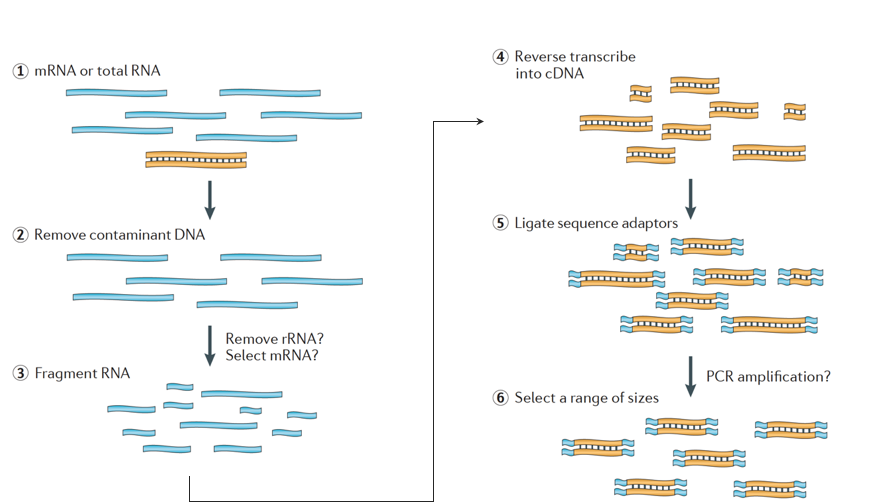 ① mRNA or total RNA
② Remove contaminant DNA
Remove rRNA?
Select mRNA?
③ Fragment RNA
④ Reverse transcribe
into cDNA
⑤ Ligate sequence adaptors
PCR amplification?
⑥ Select a range of sizes